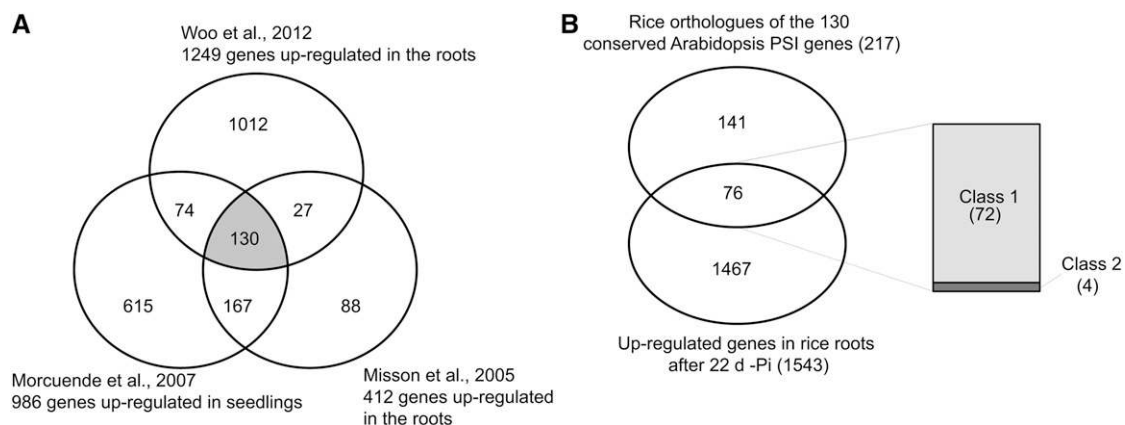 A
Woo et al., 2012
1249 genes up-regulated in the roots
1012
74
27
130
615
167
88
Morcuende et al., 2007
986 genes up-regulated in seedlings
Misson et al., 2005
412 genes up-regulated
in the roots
B
Rice orthologues of the 130
conserved Arabidopsis PSI genes (217)
141
76
1467
Class 1
(72)
Class 2
(4)
Up-regulated genes in rice roots
after 22 d -Pi (1543)